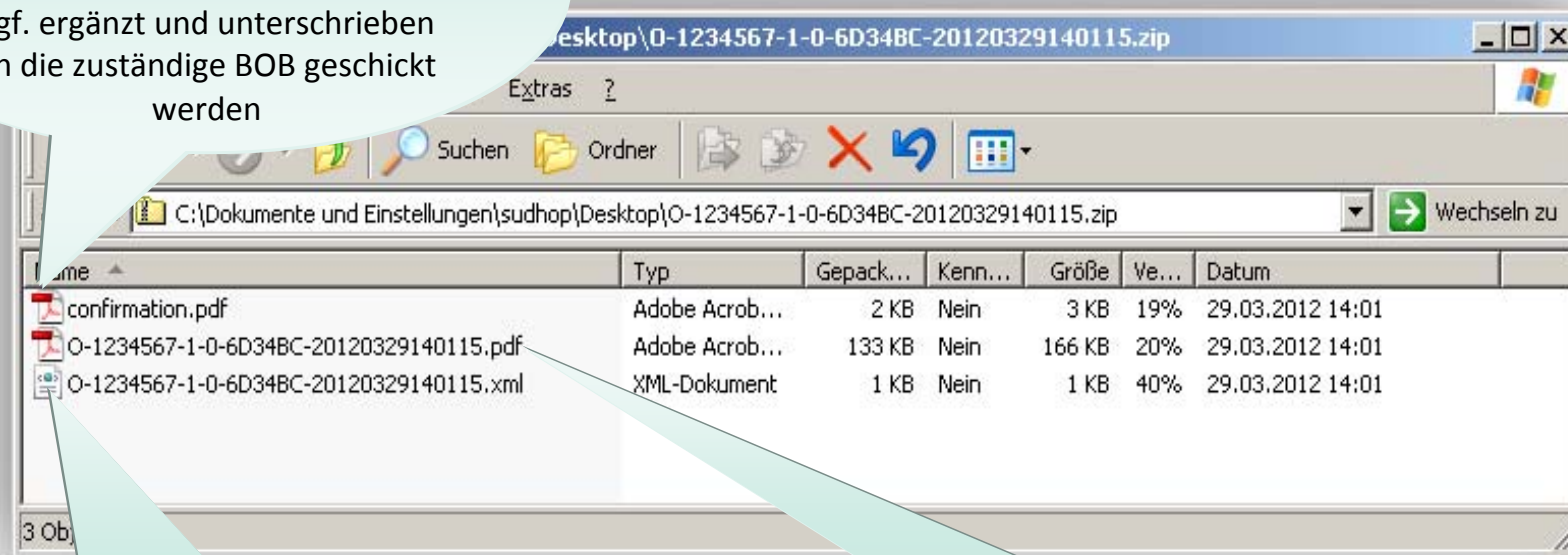 ergänzt und unterschrieben
die zuständige BOB geschickt
werden
\0-1234567-1-0-6D34BC-20120329140115.zip
Extras ?
Suchen Ordner
C:\Dokumente und Einstellungen\sudhop\Desktop\O-1234567-1-0-6D34BC-20120329140115.zip Wechseln zu
Typ Gepack... Kenn... Größe Ve... Datum
confirmation.pdf Adobe Acrob... 2 KB Nein 3 KB 19% 29.03.2012 14:01
O-1234567-1-0-6D34BC-20120329140115.pdf Adobe Acrob... 133 KB Nein 166 KB 20% 29.03.2012 14:01
O-1234567-1-0-6D34BC-20120329140115.xml XML-Dokument 1 KB Nein 1 KB 40% 29.03.2012 14:01
3